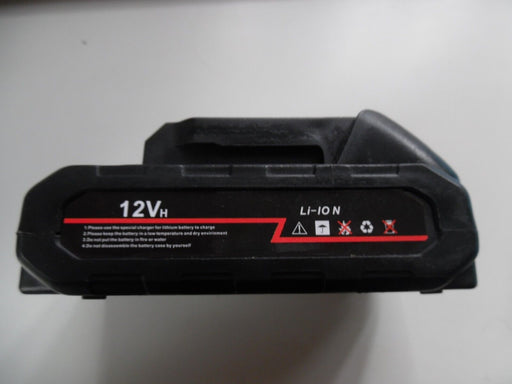 12VH
Li-ION
1:Please use the special charger for lithium battery to charge
2.Please keep the battery in a low temperature and dry enviroment
3.Do not put the battery in fire or water
4.Do not disassemble the battery case by yourself